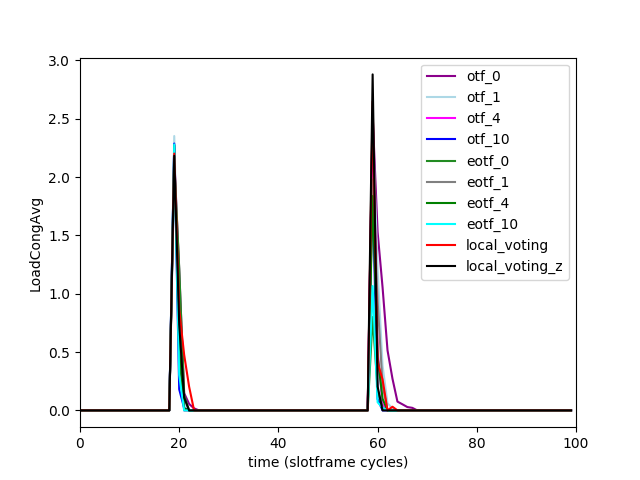 3.0
2.5
2.0
1.5
1.0
0.5
0.0
LoadCongAvg
0 20 40 60 80 100
time (slotframe cycles)
otf_0
otf_1
otf_4
otf_10
eotf_0
eotf_1
eotf_4
eotf_10
local_voting
local_voting_z